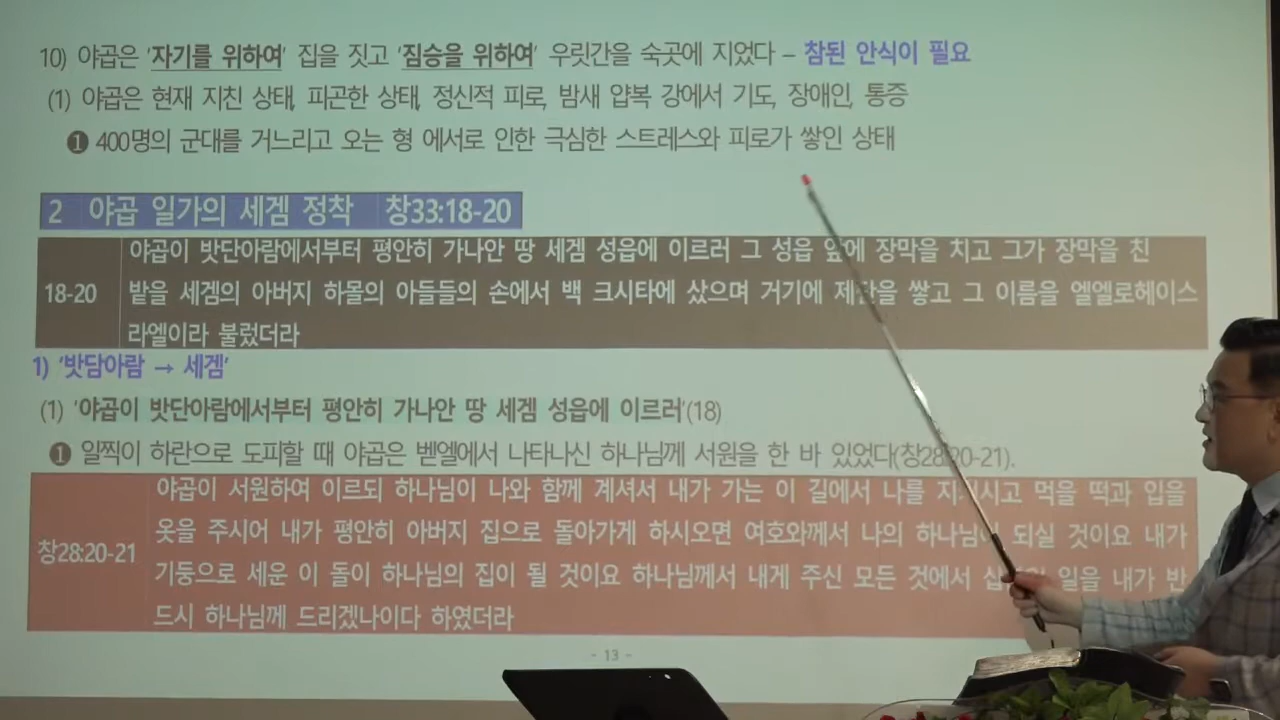 10) 야곱은 '자기를 위하여' 집을 짓고 '짐승을 위하여' 우릿간을 숙곳에 지었다 – 참된 안식이 필요
(1) 야곱은 현재 지친 상태, 피곤한 상태, 정신적 피로, 밤새 얍복 강에서 기도, 장애인, 통증
❶ 400명의 군대를 거느리고 오는 형 에서로 인한 극심한 스트레스와 피로가 쌓인 상태
2 야곱 일가의 세겜 정착 창33:18-20
야곱이 밧단아람에서부터 평안히 가나안 땅 세겜 성읍에 이르러 그 성읍 앞에 장막을 치고 그가 장막을 친
18-20 밭을 세겜의 아버지 하몰의 아들들의 손에서 백 크시타에 샀으며 거기에 제단을 쌓고 그 이름을 엘엘로헤이스
라엘이라 불렀더라
1) '밧담아람 → 세겜'
(1) '야곱이 밧단아람에서부터 평안히 가나안 땅 세겜 성읍에 이르러'(18)
❶ 일찍이 하란으로 도피할 때 야곱은 벧엘에서 나타나신 하나님께 서원을 한 바 있었다(창28:20-21).
야곱이 서원하여 이르되 하나님이 나와 함께 계셔서 내가 가는 이 길에서 나를 지키시고 먹을 떡과 입을
창28:20-21 옷을 주시어 내가 평안히 아버지 집으로 돌아가게 하시오면 여호와께서 나의 하나님이 되실 것이요 내가
기둥으로 세운 이 돌이 하나님의 집이 될 것이요 하나님께서 내게 주신 모든 것에서 십분의 일을 내가 반
드시 하나님께 드리겠나이다 하였더라
- 13 -